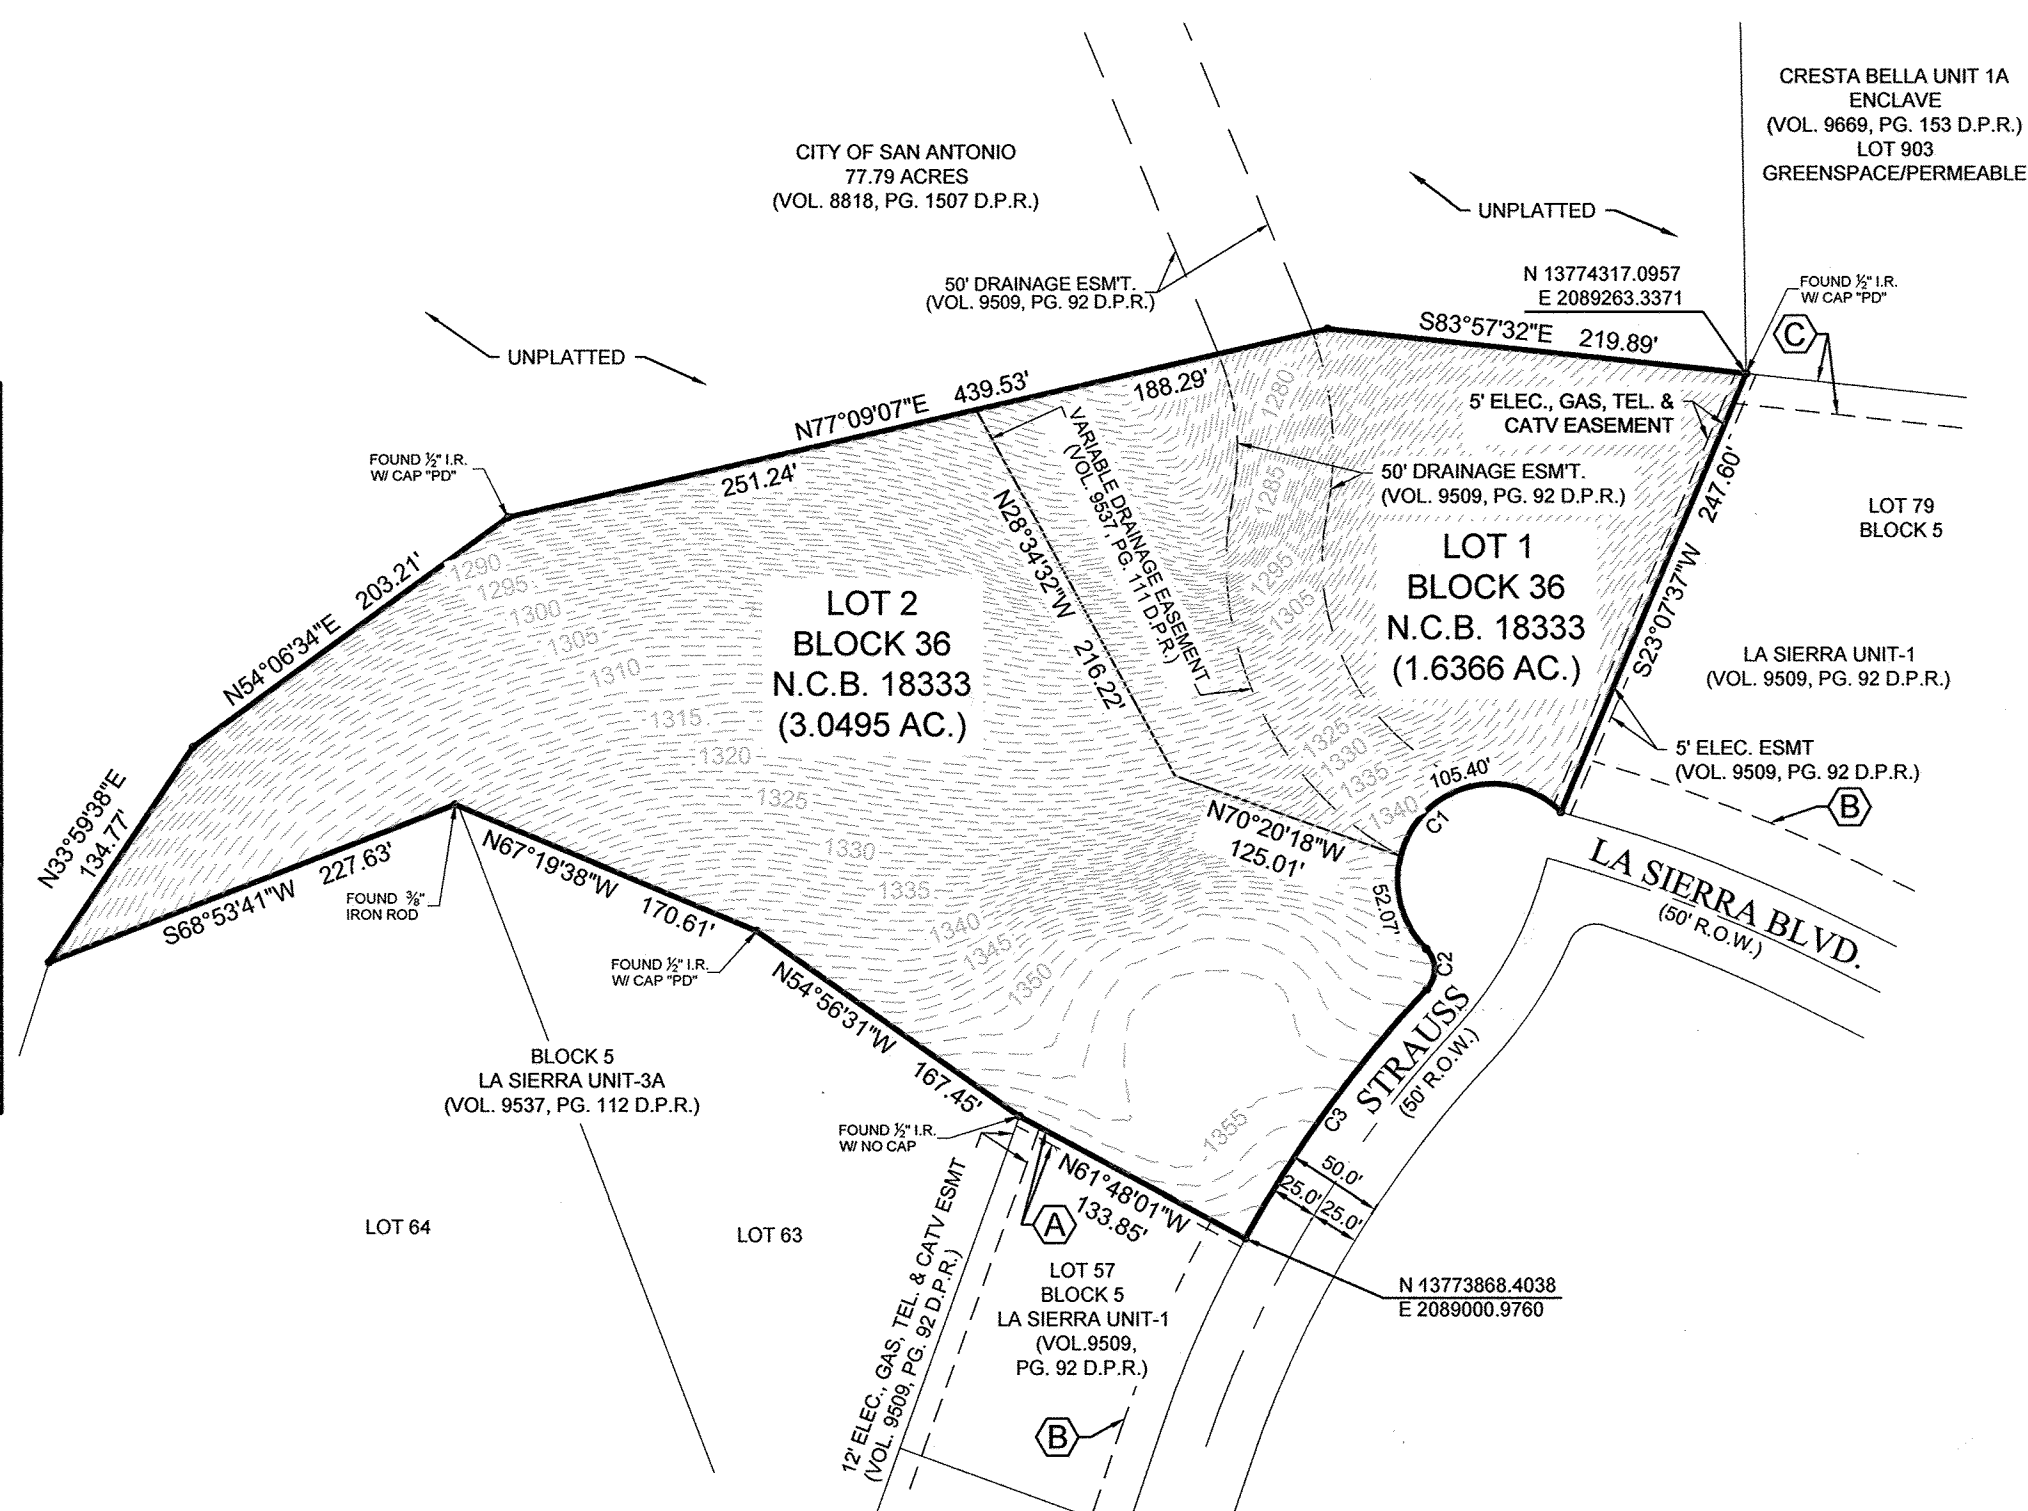 CRESTA BELLA UNIT 1A
ENCLAVE
(VOL. 9669, PG. 153 D.P.R.)
LOT 903
GREENSPACE/PERMEABLE
CITY OF SAN ANTONIO
77.79 ACRES
(VOL. 8818, PG. 1507 D.P.R.)
UNPLATTED
N 13774317.0957
E 2089263.3371
FOUND ½" I.R.
W/ CAP "PD"
C
50' DRAINAGE ESM'T.
(VOL. 9509, PG. 92 D.P.R.)
UNPLATTED
S83°57'32"E 219.89'
N77°09'07"E 439.53'
188.29'
251.24'
5' ELEC., GAS, TEL. &
CATV EASEMENT
FOUND ½" I.R.
W/ CAP "PD"
VARIABLE DRAINAGE EASEMENT
(VOL. 9537, PG. 111 D.P.R.)
50' DRAINAGE ESM'T.
(VOL. 9509, PG. 92 D.P.R.)
1280
1285
1295
1305
1325
1330
1335
1340
S23°07'37"W 247.60'
LOT 79
BLOCK 5
N28°34'32"W 216.22'
LOT 1
BLOCK 36
N.C.B. 18333
(1.6366 AC.)
LOT 2
BLOCK 36
N.C.B. 18333
(3.0495 AC.)
N54°06'34"E 203.21'
1290
1295
1300
1305
1310
1315
1320
1325
1330
1335
1340
1345
1350
1355
LA SIERRA UNIT-1
(VOL. 9509, PG. 92 D.P.R.)
5' ELEC. ESMT
(VOL. 9509, PG. 92 D.P.R.)
B
105.40'
C1
N70°20'18"W
125.01'
52.07'
C2
LA SIERRA BLVD.
(50' R.O.W.)
N33°59'38"E
134.77'
S68°53'41"W 227.63'
FOUND ⅜"
IRON ROD
N67°19'38"W 170.61'
FOUND ½" I.R.
W/ CAP "PD"
N54°56'31"W 167.45'
STRAUSS
(50' R.O.W.)
C3
BLOCK 5
LA SIERRA UNIT-3A
(VOL. 9537, PG. 112 D.P.R.)
FOUND ½" I.R.
W/ NO CAP
N61°48'01"W
133.85'
50.0'
25.0'
25.0'
A
LOT 64
LOT 63
12' ELEC., GAS, TEL. & CATV ESMT
(VOL. 9509, PG. 92 D.P.R.)
LOT 57
BLOCK 5
LA SIERRA UNIT-1
(VOL.9509,
PG. 92 D.P.R.)
N 13773868.4038
E 2089000.9760
B